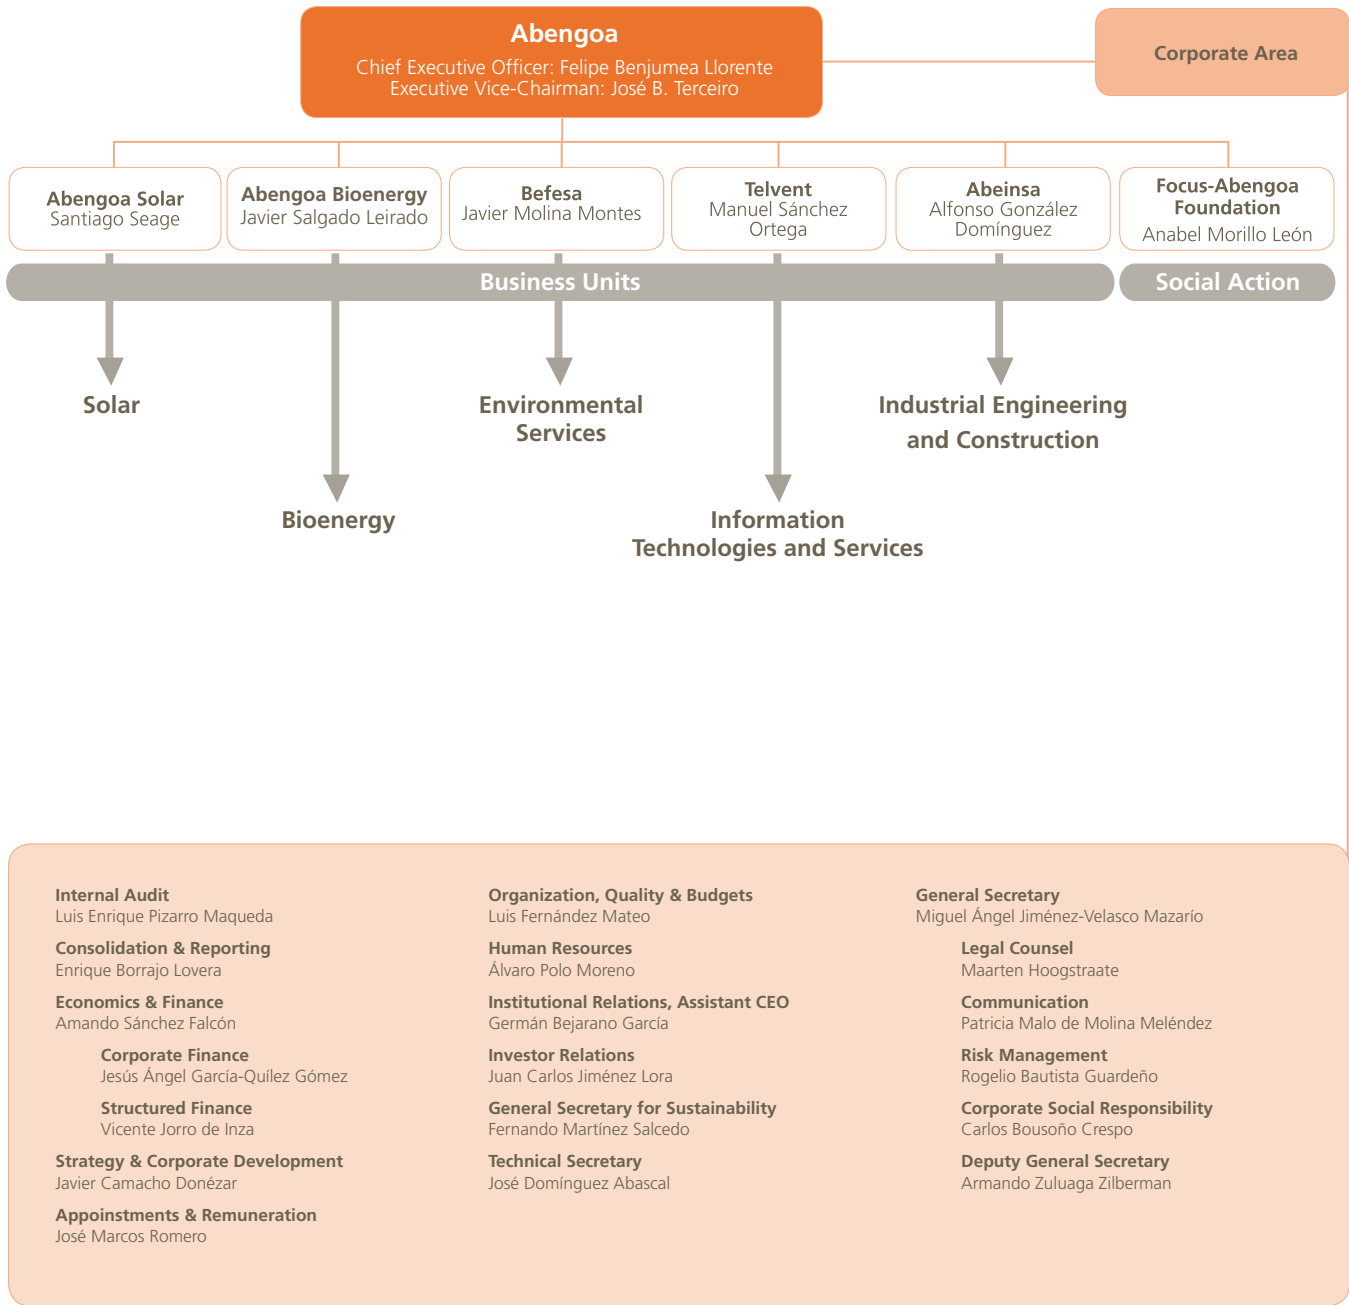 Abengoa
Chief Executive Officer: Felipe Benjumea Llorente
Executive Vice-Chairman: José B. Terceiro
Corporate Area
Abengoa Solar
Santiago Seage
Abengoa Bioenergy
Javier Salgado Leirado
Befesa
Javier Molina Montes
Telvent
Manuel Sánchez
Ortega
Abeinsa
Alfonso González
Domínguez
Focus-Abengoa
Foundation
Anabel Morillo León
Business Units
Social Action
Solar
Environmental
Services
Industrial Engineering
and Construction
Bioenergy
Information
Technologies and Services
Internal Audit
Luis Enrique Pizarro Maqueda
Consolidation & Reporting
Enrique Borrajo Lovera
Economics & Finance
Amando Sánchez Falcón
Corporate Finance
Jesús Ángel García-Quílez Gómez
Structured Finance
Vicente Jorro de Inza
Strategy & Corporate Development
Javier Camacho Donézar
Appoinstments & Remuneration
José Marcos Romero
Organization, Quality & Budgets
Luis Fernández Mateo
Human Resources
Álvaro Polo Moreno
Institutional Relations, Assistant CEO
Germán Bejarano García
Investor Relations
Juan Carlos Jiménez Lora
General Secretary for Sustainability
Fernando Martínez Salcedo
Technical Secretary
José Domínguez Abascal
General Secretary
Miguel Ángel Jiménez-Velasco Mazarío
Legal Counsel
Maarten Hoogstraate
Communication
Patricia Malo de Molina Meléndez
Risk Management
Rogelio Bautista Guardeño
Corporate Social Responsibility
Carlos Bousoño Crespo
Deputy General Secretary
Armando Zuluaga Zilberman